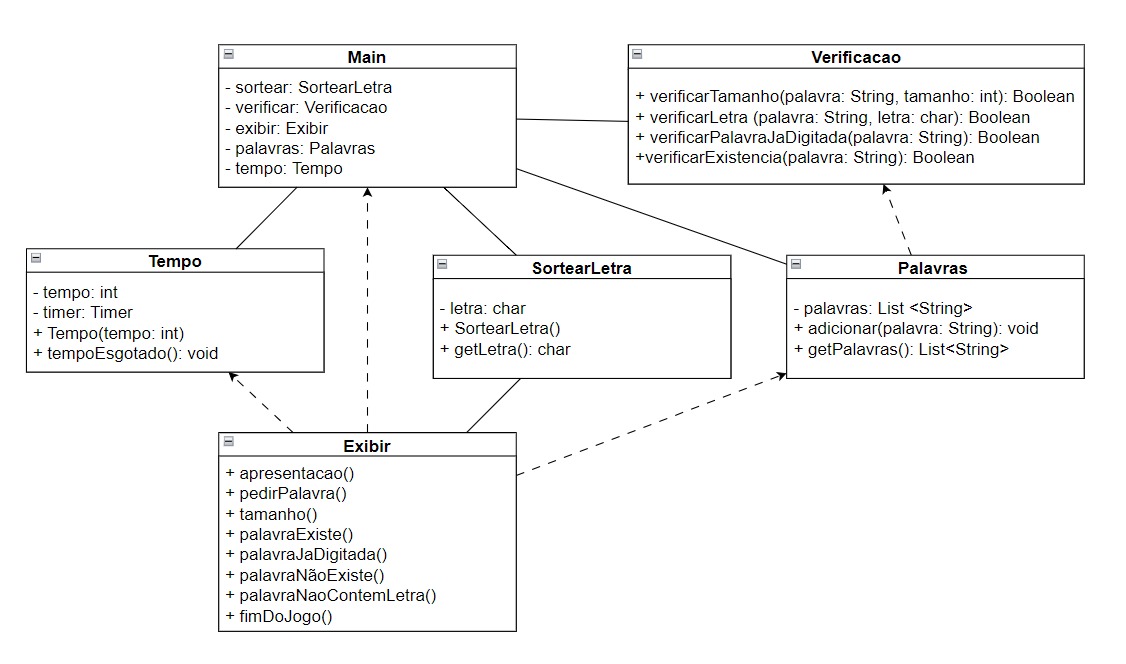 Main
- sortear: SortearLetra
- verificar: Verificacao
- exibir: Exibir
- palavras: Palavras
- tempo: Tempo
Verificacao
+ verificarTamanho(palavra: String, tamanho: int): Boolean
+ verificarLetra (palavra: String, letra: char): Boolean
+ verificarPalavraJaDigitada(palavra: String): Boolean
+verificarExistencia(palavra: String): Boolean
Tempo
- tempo: int
- timer: Timer
+ Tempo(tempo: int)
+ tempoEsgotado(): void
SortearLetra
- letra: char
+ SortearLetra()
+ getLetra(): char
Palavras
- palavras: List <String>
+ adicionar(palavra: String): void
+ getPalavras(): List<String>
Exibir
+ apresentacao()
+ pedirPalavra()
+ tamanho()
+ palavraExiste()
+ palavraJaDigitada()
+ palavraNãoExiste()
+ palavraNaoContemLetra()
+ fimDoJogo()